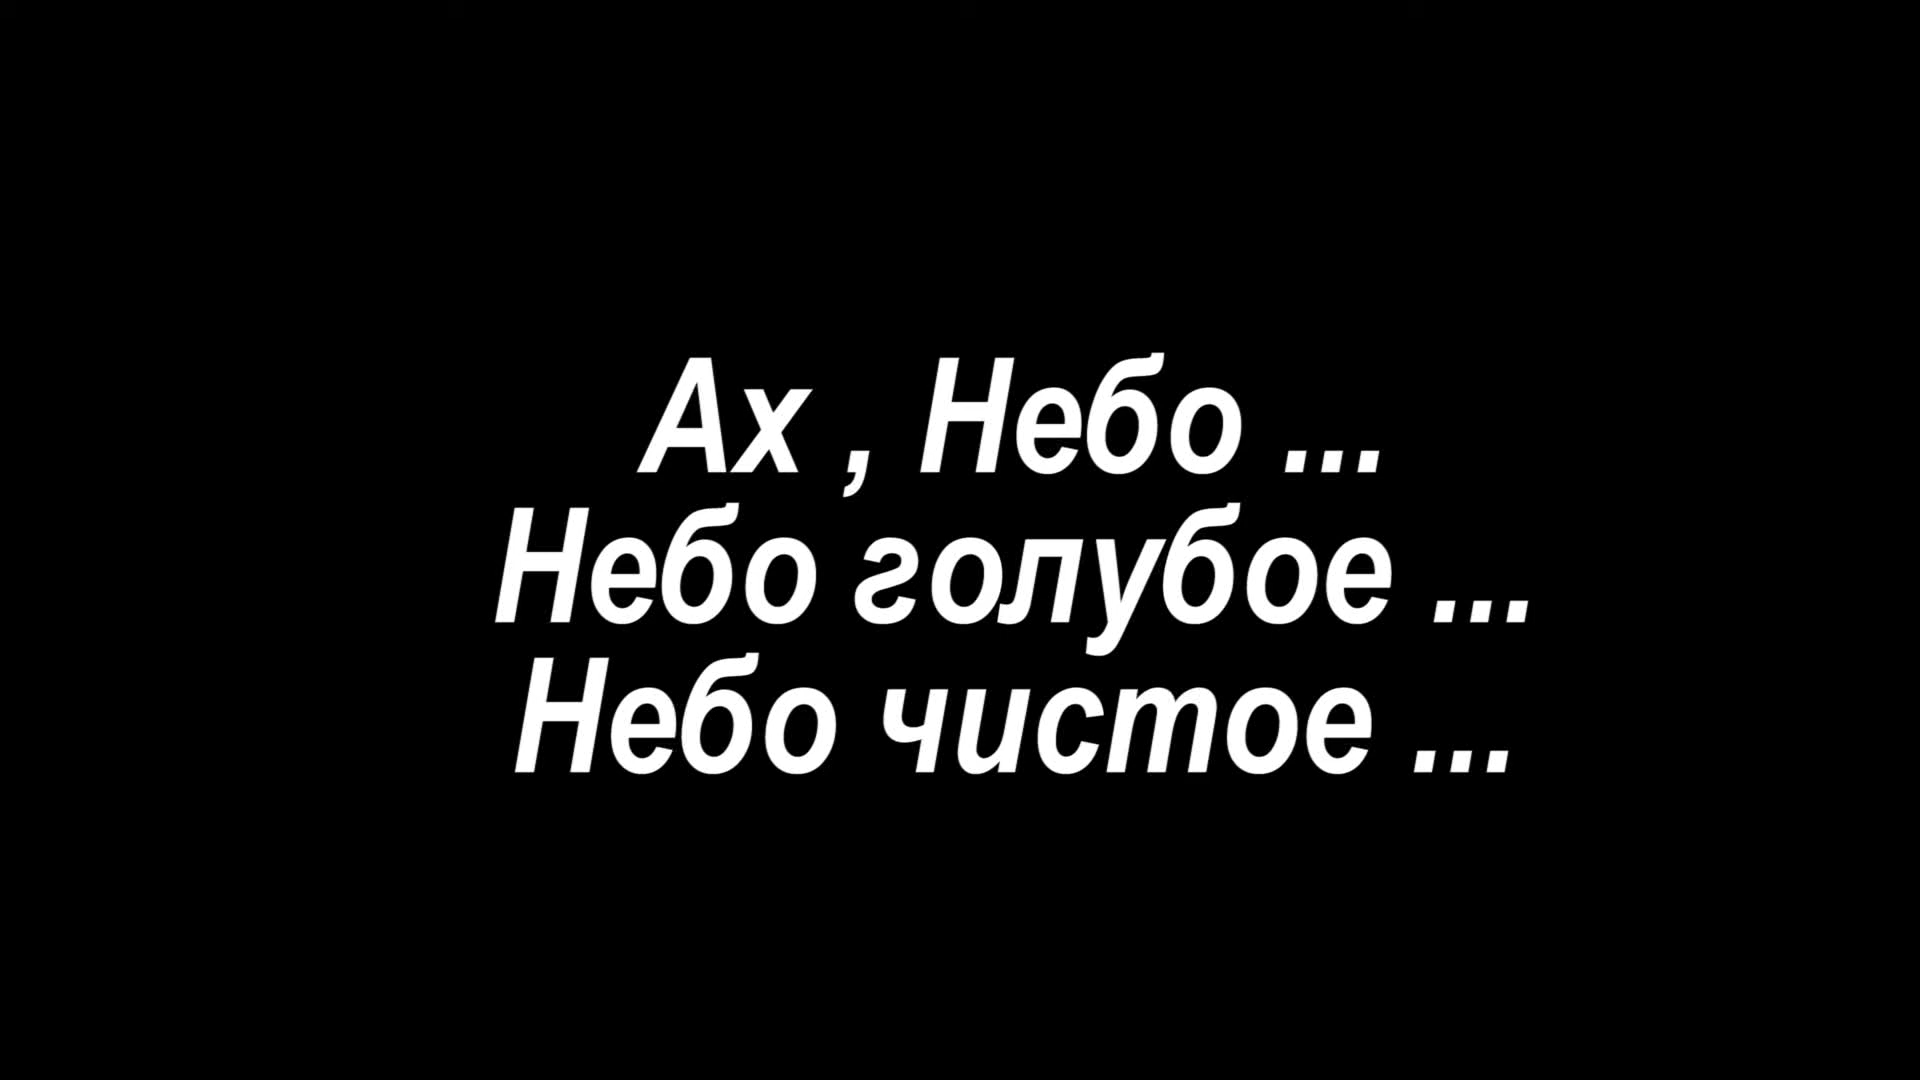 Ах , Небо ...
Небо голубое ...
Небо чистое ...